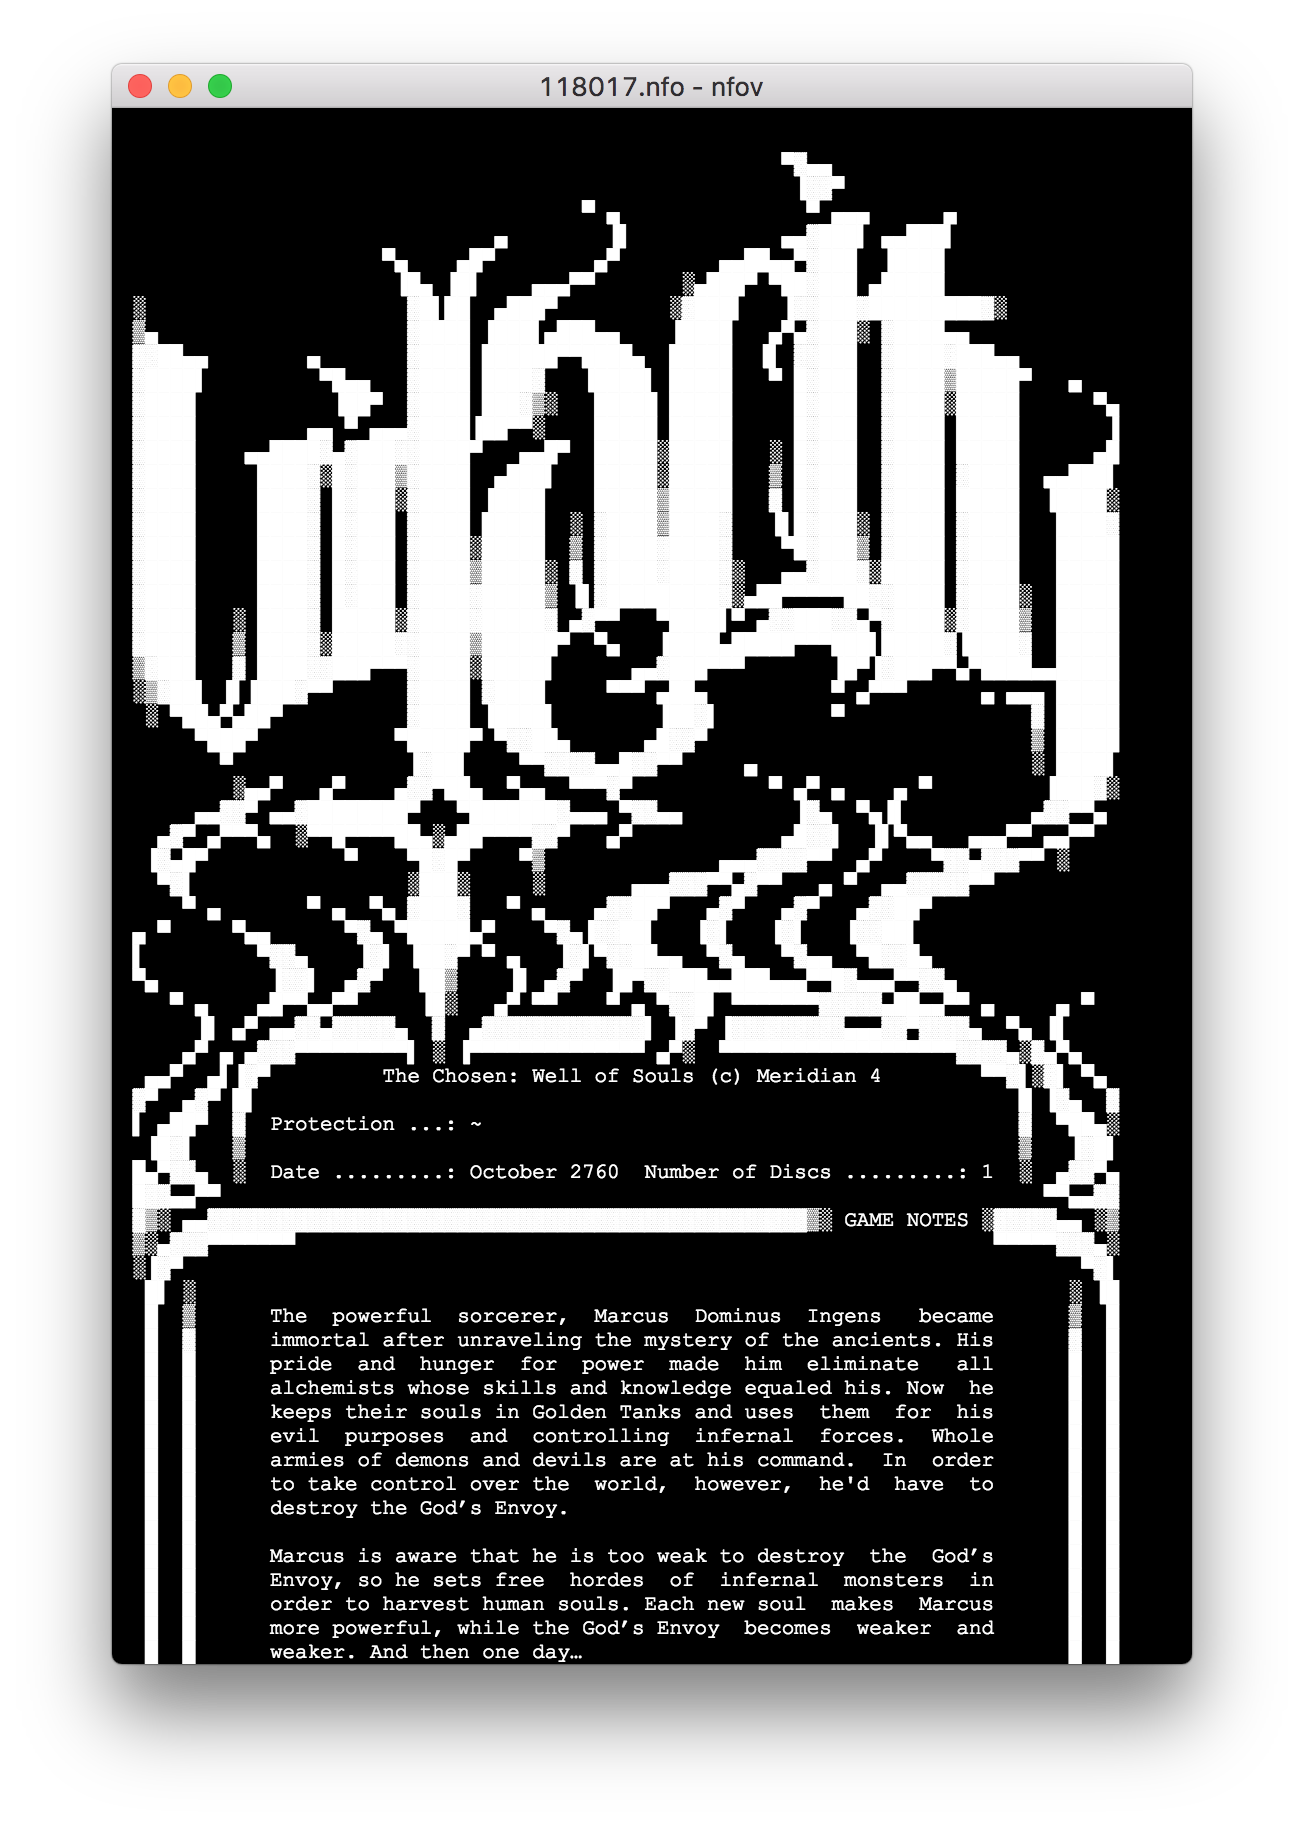 118017.nfo - nfov
The Chosen: Well of Souls (c) Meridian 4
Protection ...: ~
Date .........: October 2760  Number of Discs .........: 1
GAME NOTES
The powerful sorcerer, Marcus Dominus Ingens became
immortal after unraveling the mystery of the ancients. His
pride and hunger for power made him eliminate all
alchemists whose skills and knowledge equaled his. Now he
keeps their souls in Golden Tanks and uses them for his
evil purposes and controlling infernal forces. Whole
armies of demons and devils are at his command. In order
to take control over the world, however, he'd have to
destroy the God’s Envoy.
Marcus is aware that he is too weak to destroy the God’s
Envoy, so he sets free hordes of infernal monsters in
order to harvest human souls. Each new soul makes Marcus
more powerful, while the God’s Envoy becomes weaker and
weaker. And then one day…